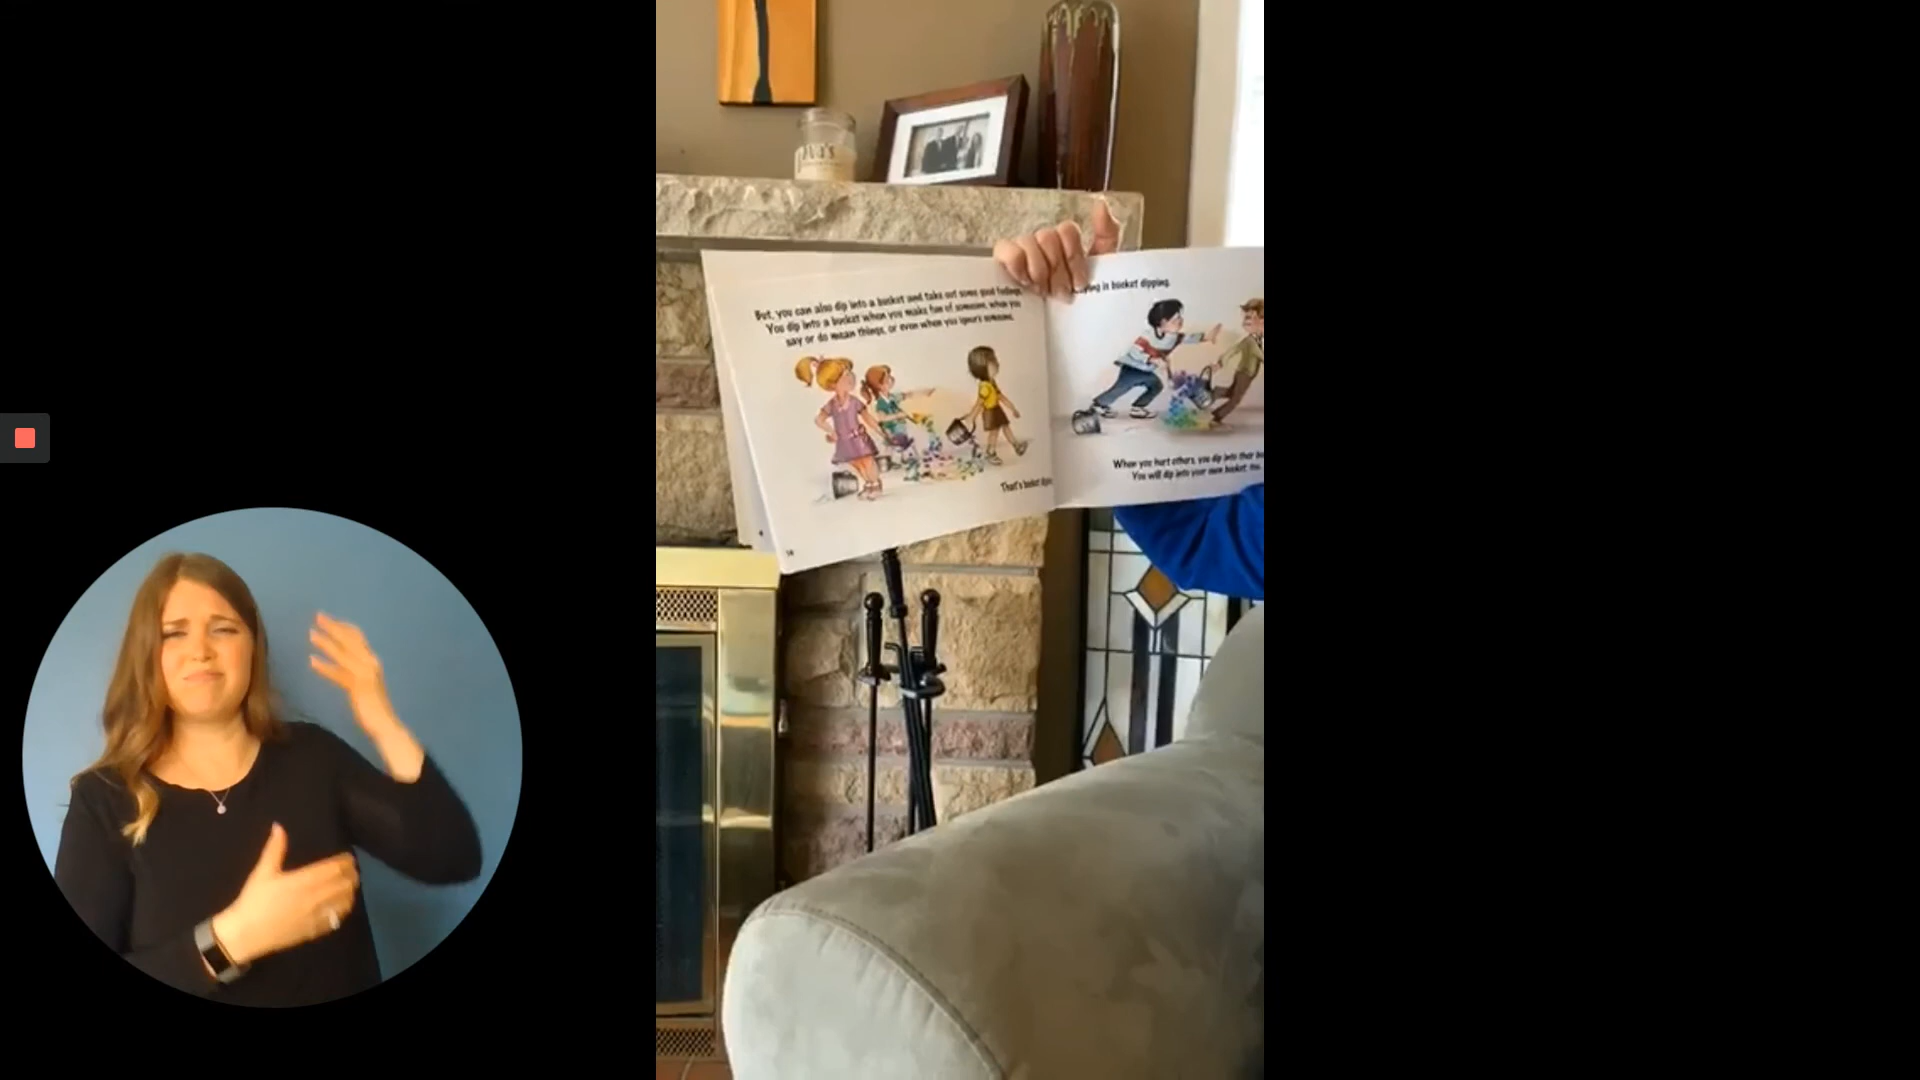 But, you can also dip into a bucket and take out some good feelings.
You dip into a bucket when you make fun of someone, when you
say or do mean things, or even when you ignore someone.
That's bucket
14
is bucket dipping.
When you hurt others, you dip into their
You will dip into your own bucket, too.